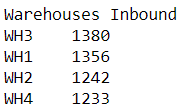 Warehouses Inbound
WH3 1380
WH1 1356
WH2 1242
WH4 1233